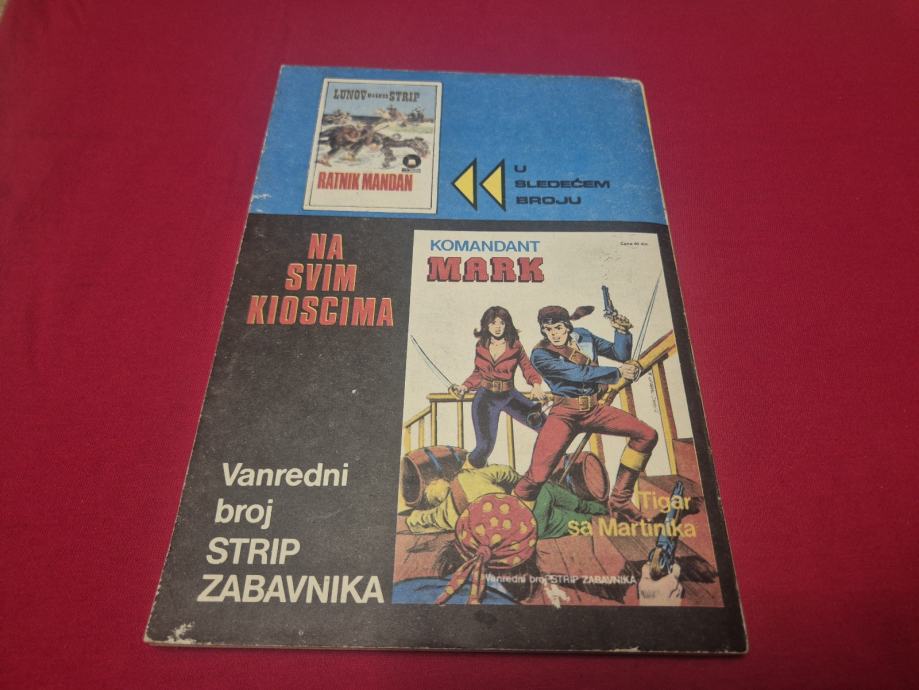 LUNOV MAGNUS STRIP
RATNIK MANDAN
U
SLEDEĆEM
BROJU
NA
SVIM
KIOSCIMA
KOMANDANT
MARK
Vanredni
broj
STRIP
ZABAVNIKA
Tigar
sa Martinika
Vanredni broj STRIP ZABAVNIKA